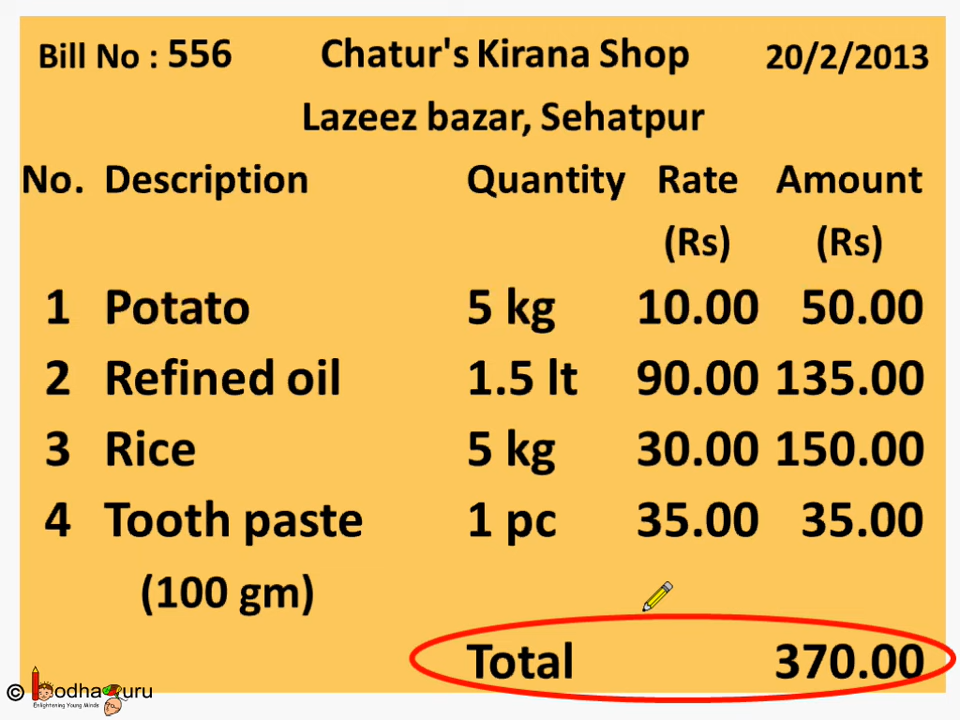 Bill No : 556 Chatur's Kirana Shop 20/2/2013
Lazeez bazar, Sehatpur
No. Description Quantity Rate Amount
(Rs) (Rs)
1 Potato 5 kg 10.00 50.00
2 Refined oil 1.5 lt 90.00 135.00
3 Rice 5 kg 30.00 150.00
4 Tooth paste 1 pc 35.00 35.00
(100 gm)
Total 370.00
© BodhaGuru
Enlightening Young Minds